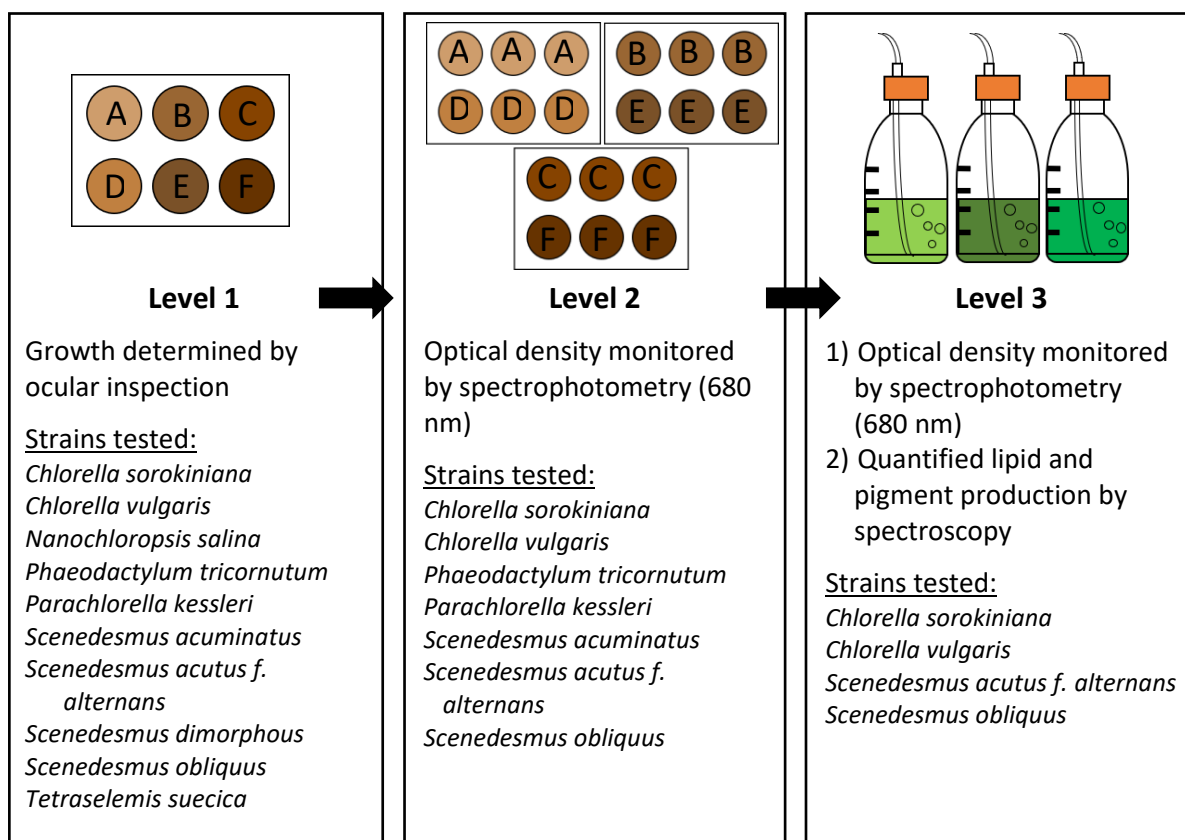 A B C
D E F
Level 1
Growth determined by
ocular inspection
Strains tested:
Chlorella sorokiniana
Chlorella vulgaris
Nanochloropsis salina
Phaeodactylum tricornutum
Parachlorella kessleri
Scenedesmus acuminatus
Scenedesmus acutus f.
alternans
Scenedesmus dimorphous
Scenedesmus obliquus
Tetraselemis suecica
A A A
D D D
B B B
E E E
C C C
F F F
Level 2
Optical density monitored
by spectrophotometry (680
nm)
Strains tested:
Chlorella sorokiniana
Chlorella vulgaris
Phaeodactylum tricornutum
Parachlorella kessleri
Scenedesmus acuminatus
Scenedesmus acutus f.
alternans
Scenedesmus obliquus
Level 3
1) Optical density monitored
by spectrophotometry
(680 nm)
2) Quantified lipid and
pigment production by
spectroscopy
Strains tested:
Chlorella sorokiniana
Chlorella vulgaris
Scenedesmus acutus f. alternans
Scenedesmus obliquus